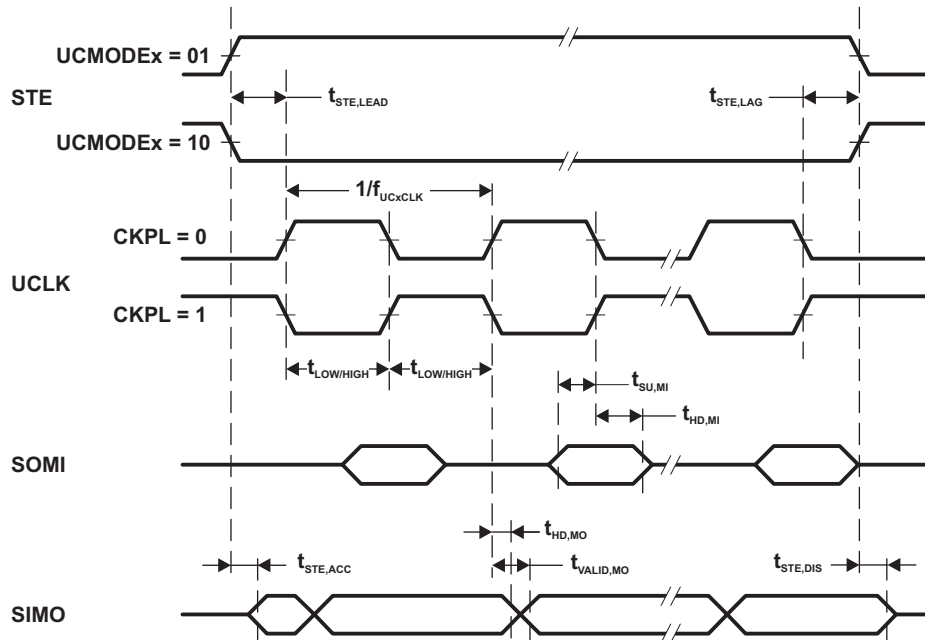 UCMODEx = 01
STE
tSTE,LEAD
tSTE,LAG
UCMODEx = 10
1/fUCxCLK
CKPL = 0
UCLK
CKPL = 1
tLOW/HIGH
tLOW/HIGH
tSU,MI
tHD,MI
SOMI
tHD,MO
tSTE,ACC
tVALID,MO
tSTE,DIS
SIMO